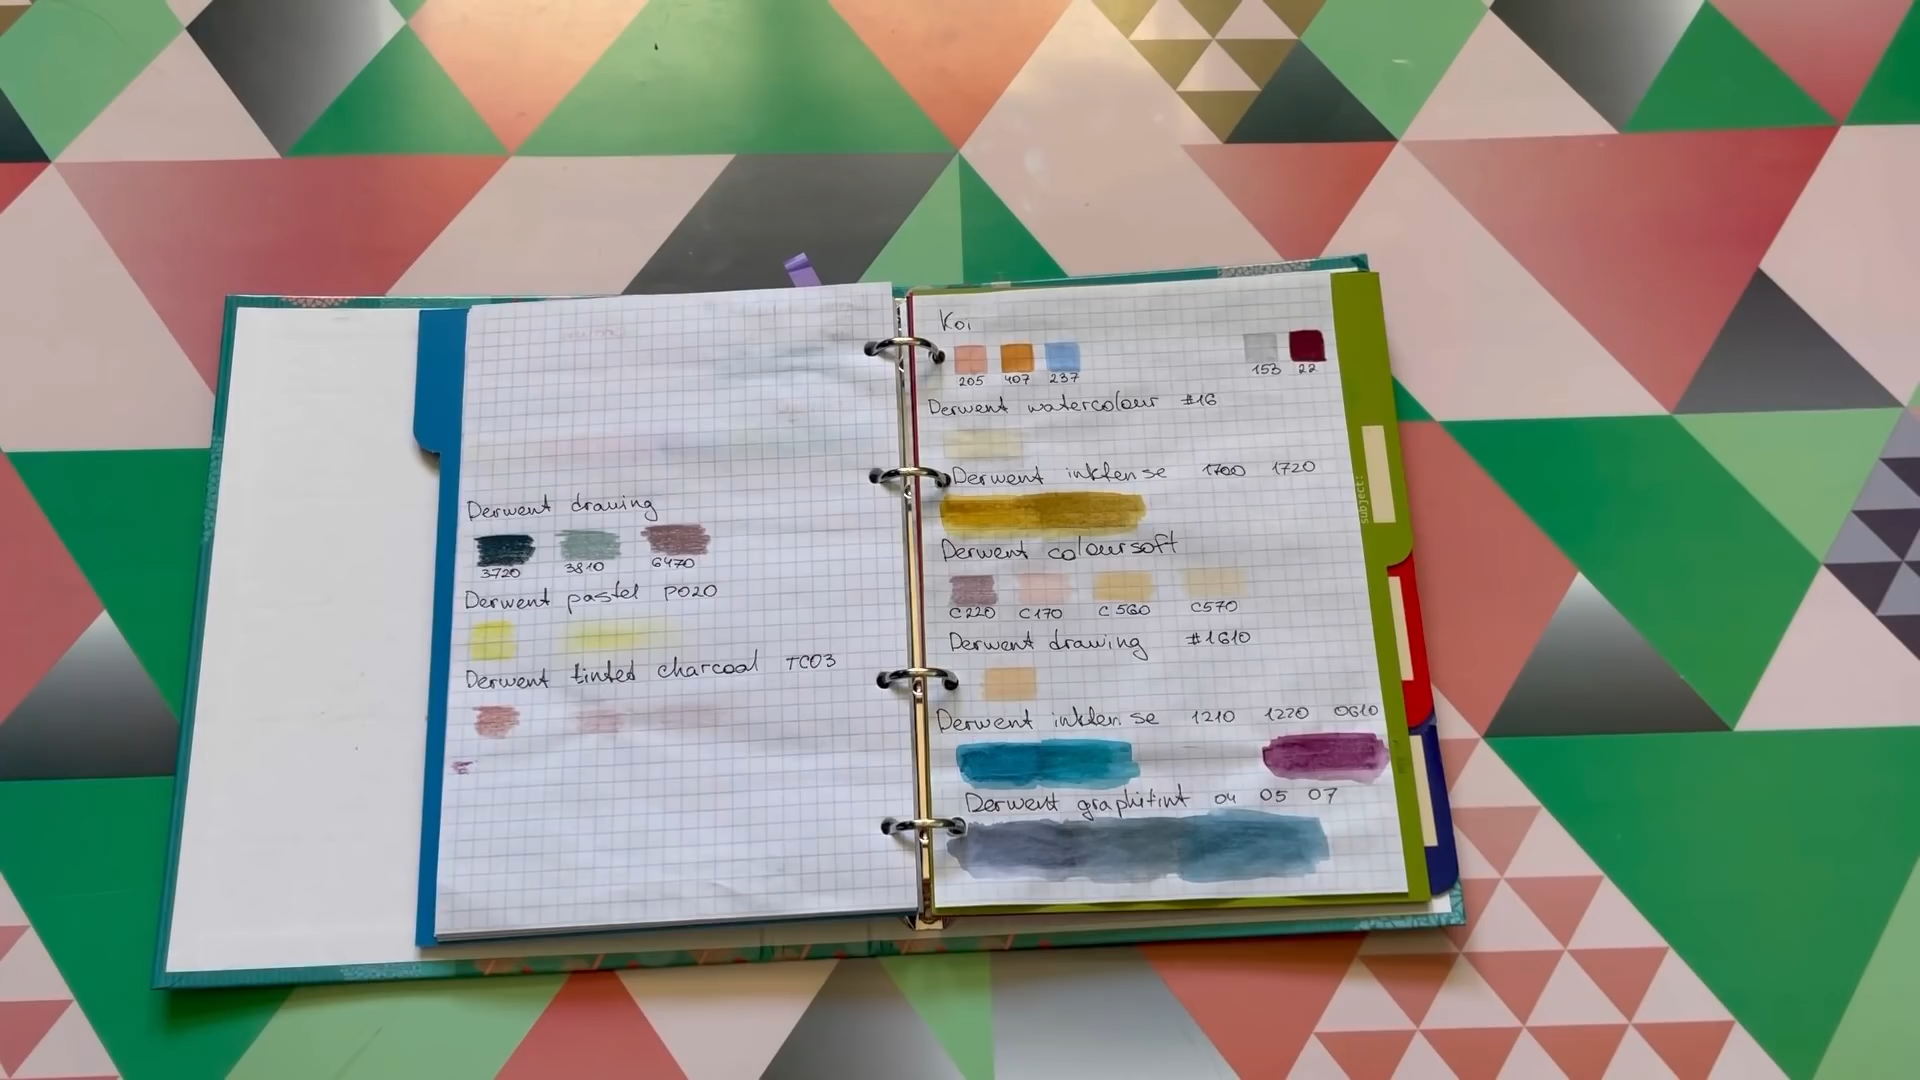 Derwent drawing
3720 3810 6470
Derwent pastel P020
Derwent tinted charcoal TC03
Koi
205 407 237 153 22
Derwent watercolour #16
Derwent inktense 1700 1720
Derwent coloursoft
C220 C170 C560 C570
Derwent drawing #1610
Derwent inktense 1210 1220 0610
Derwent graphitint 04 05 07
subject: